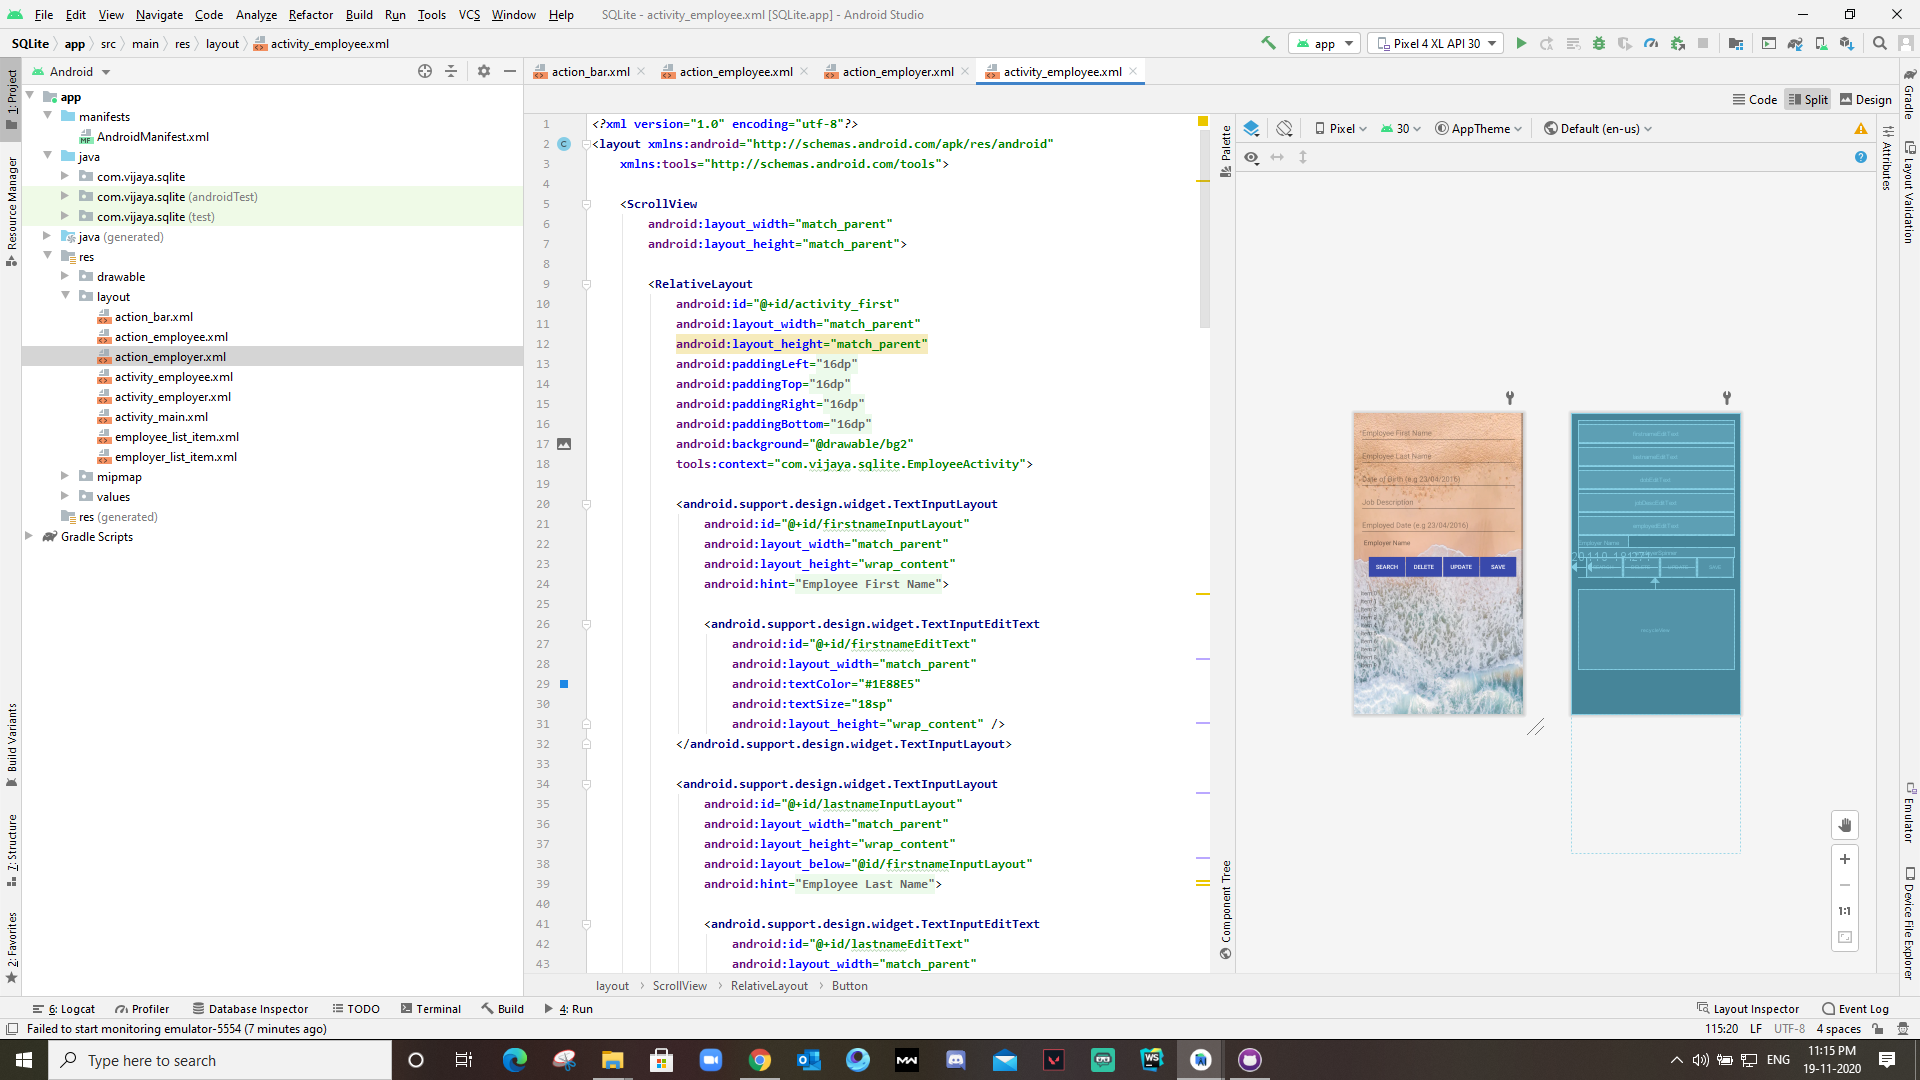 File Edit View Navigate Code Analyze Refactor Build Run Tools VCS Window Help SQLite - activity_employee.xml [SQLite.app] - Android Studio
SQLite app src main res layout activity_employee.xml app Pixel 4 XL API 30
Android action_bar.xml action_employee.xml action_employer.xml activity_employee.xml
Code Split Design
1: Project
Resource Manager
Build Variants
7: Structure
2: Favorites
app
manifests
AndroidManifest.xml
java
com.vijaya.sqlite
com.vijaya.sqlite (androidTest)
com.vijaya.sqlite (test)
java (generated)
res
drawable
layout
action_bar.xml
action_employee.xml
action_employer.xml
activity_employee.xml
activity_employer.xml
activity_main.xml
employee_list_item.xml
employer_list_item.xml
mipmap
values
res (generated)
Gradle Scripts
1 <?xml version="1.0" encoding="utf-8"?>
2 <layout xmlns:android="http://schemas.android.com/apk/res/android"
3 xmlns:tools="http://schemas.android.com/tools">
4
5 <ScrollView
6 android:layout_width="match_parent"
7 android:layout_height="match_parent">
8
9 <RelativeLayout
10 android:id="@+id/activity_first"
11 android:layout_width="match_parent"
12 android:layout_height="match_parent"
13 android:paddingLeft="16dp"
14 android:paddingTop="16dp"
15 android:paddingRight="16dp"
16 android:paddingBottom="16dp"
17 android:background="@drawable/bg2"
18 tools:context="com.vijaya.sqlite.EmployeeActivity">
19
20 <android.support.design.widget.TextInputLayout
21 android:id="@+id/firstnameInputLayout"
22 android:layout_width="match_parent"
23 android:layout_height="wrap_content"
24 android:hint="Employee First Name">
25
26 <android.support.design.widget.TextInputEditText
27 android:id="@+id/firstnameEditText"
28 android:layout_width="match_parent"
29 android:textColor="#1E88E5"
30 android:textSize="18sp"
31 android:layout_height="wrap_content" />
32 </android.support.design.widget.TextInputLayout>
33
34 <android.support.design.widget.TextInputLayout
35 android:id="@+id/lastnameInputLayout"
36 android:layout_width="match_parent"
37 android:layout_height="wrap_content"
38 android:layout_below="@id/firstnameInputLayout"
39 android:hint="Employee Last Name">
40
41 <android.support.design.widget.TextInputEditText
42 android:id="@+id/lastnameEditText"
43 android:layout_width="match_parent"
layout ScrollView RelativeLayout Button
Palette
Component Tree
Pixel 30 AppTheme Default (en-us)
Employee First Name
Employee Last Name
Date of Birth (e.g 23/04/2016)
Job Description
Employed Date (e.g 23/04/2016)
Employer Name
SEARCH DELETE UPDATE SAVE
1:1
Attributes
Gradle
Layout Validation
Emulator
Device File Explorer
6: Logcat Profiler Database Inspector TODO Terminal Build 4: Run Layout Inspector Event Log
Failed to start monitoring emulator-5554 (7 minutes ago) 115:20 LF UTF-8 4 spaces
Type here to search ENG 11:15 PM
19-11-2020